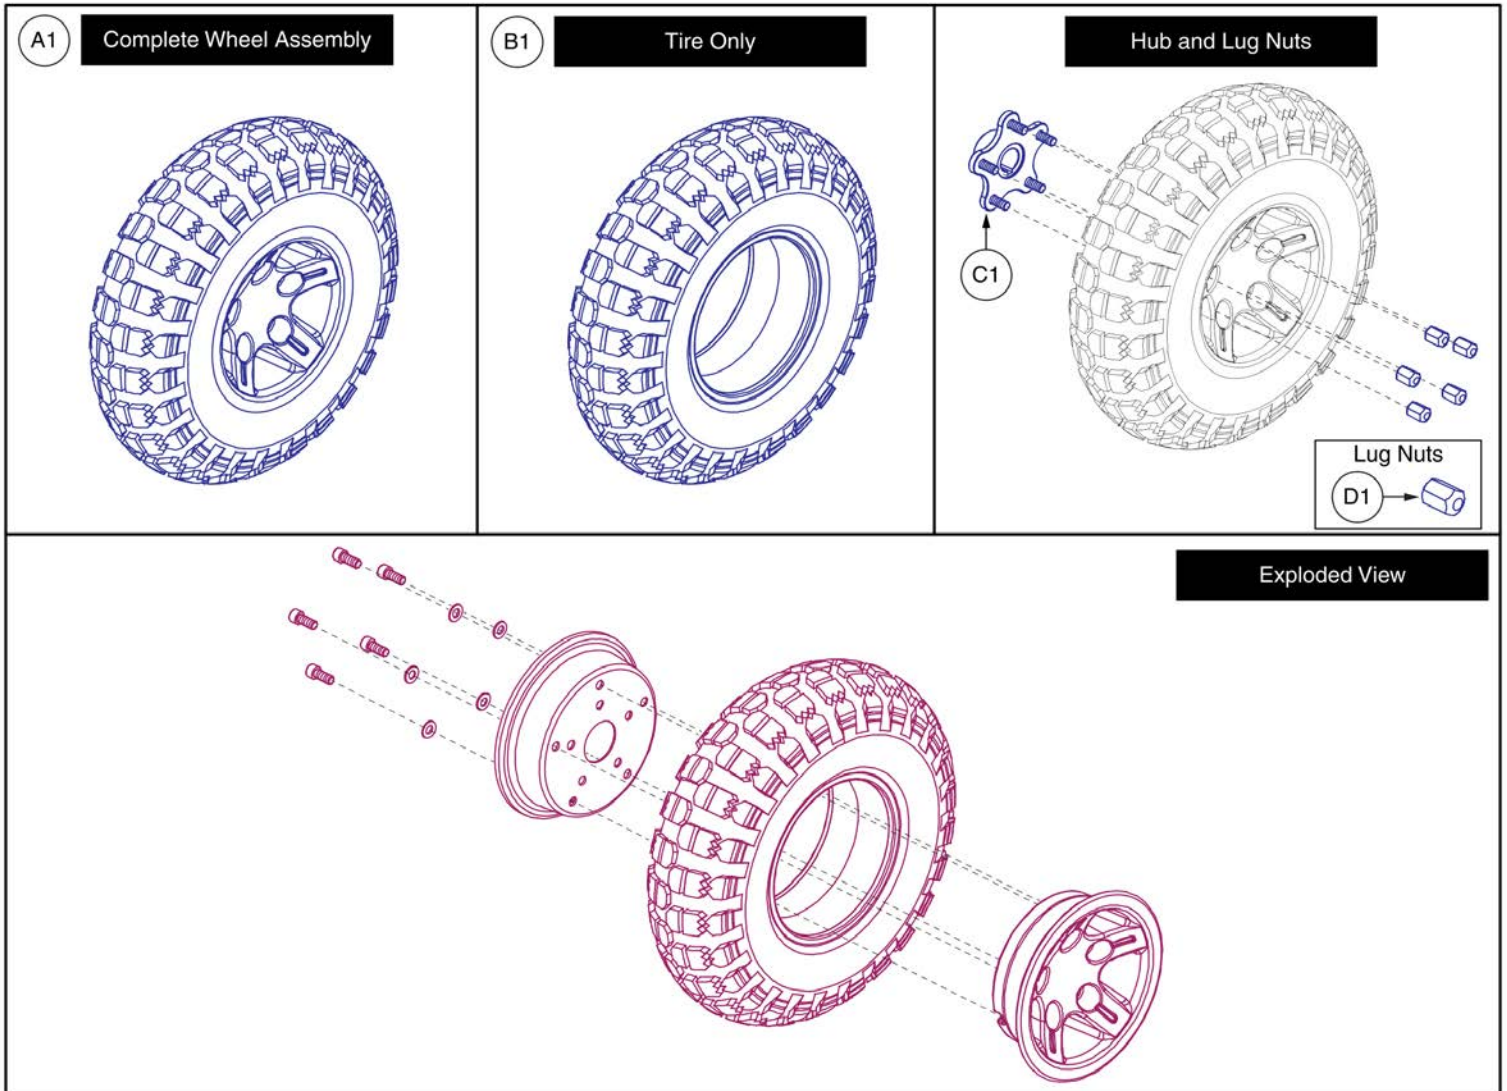 A1
Complete Wheel Assembly
B1
Tire Only
Hub and Lug Nuts
C1
Lug Nuts
D1
Exploded View